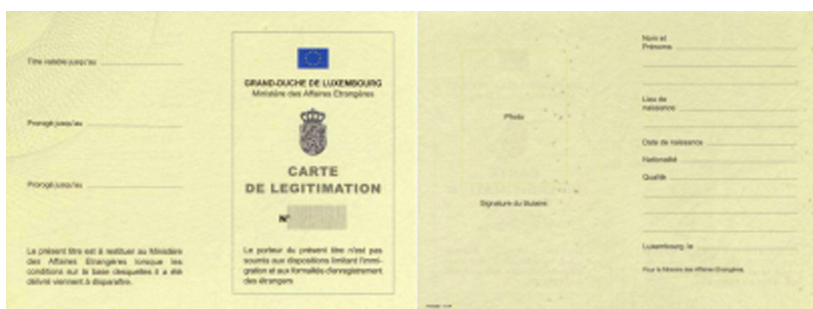 Titre valable jusqu'au
Prorogé jusqu'au
Prorogé jusqu'au
Le présent titre est à restituer au Ministère
des Affaires Etrangères lorsque les
conditions sur la base desquelles il a été
délivré viennent à disparaître.
GRAND-DUCHE DE LUXEMBOURG
Ministère des Affaires Etrangères
CARTE
DE LEGITIMATION
N°
Le porteur du présent titre n'est pas
soumis aux dispositions limitant l'immi-
gration et aux formalités d'enregistrement
des étrangers
Photo
Signature du titulaire
Nom et
Prénoms
Lieu de
naissance
Date de naissance
Nationalité
Qualité
Luxembourg, le
Pour le Ministre des Affaires Etrangères,